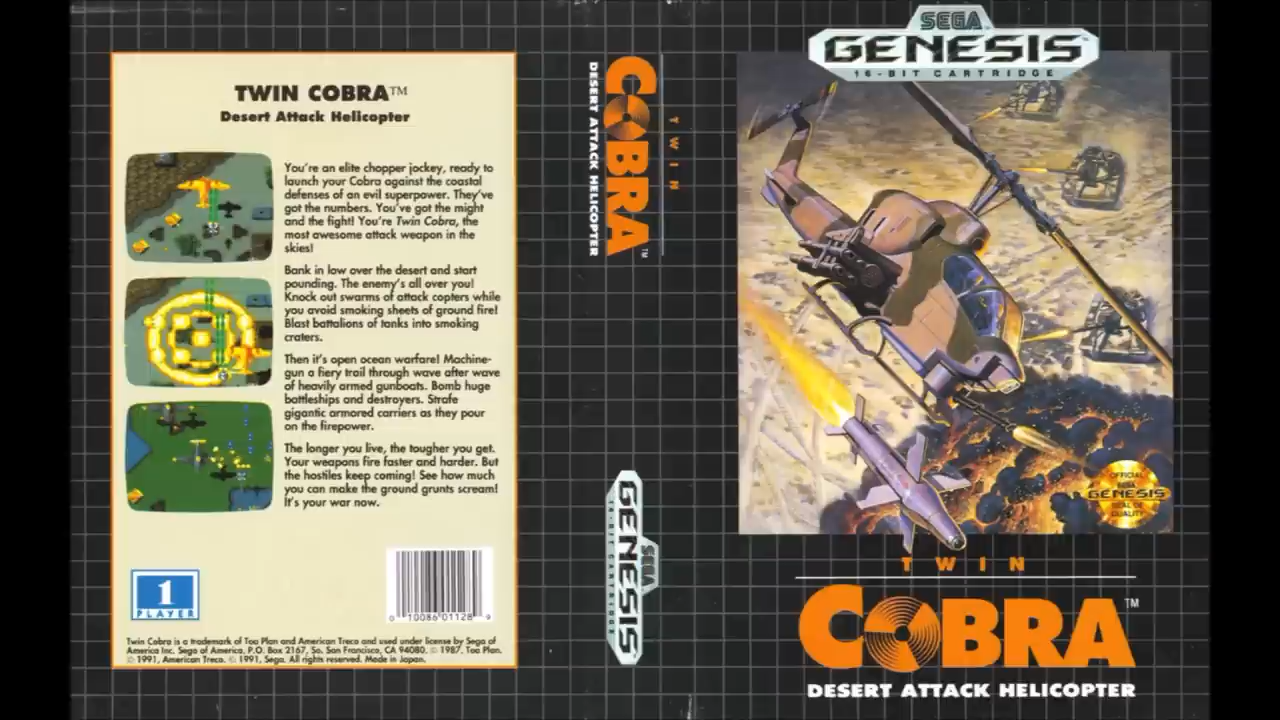 TWIN COBRA™
Desert Attack Helicopter
You're an elite chopper jockey, ready to
launch your Cobra against the coastal
defenses of an evil superpower. They've
got the numbers. You've got the might
and the fight! You're Twin Cobra, the
most awesome attack weapon in the
skies!
Bank in low over the desert and start
pounding. The enemy's all over you!
Knock out swarms of attack copters while
you avoid smoking sheets of ground fire!
Blast battalions of tanks into smoking
craters.
Then it's open ocean warfare! Machine-
gun a fiery trail through wave after wave
of heavily armed gunboats. Bomb huge
battleships and destroyers. Strafe
gigantic armored carriers as they pour
on the firepower.
The longer you live, the tougher you get.
Your weapons fire faster and harder. But
the hostiles keep coming! See how much
you can make the ground grunts scream!
It's your war now.
1
PLAYER
0 10086 01128 9
Twin Cobra is a trademark of Toa Plan and American Treco and used under license by Sega of
America Inc. Sega of America, P.O. Box 2167, So. San Francisco, CA 94080. © 1987, Toa Plan.
© 1991, American Treco. © 1991, Sega. All rights reserved. Made in Japan.
TWIN
COBRA™
DESERT ATTACK HELICOPTER
SEGA
GENESIS
16-BIT CARTRIDGE
SEGA
GENESIS™
16-BIT CARTRIDGE
OFFICIAL
SEGA
GENESIS
SEAL OF
QUALITY
TWIN
COBRA™
DESERT ATTACK HELICOPTER